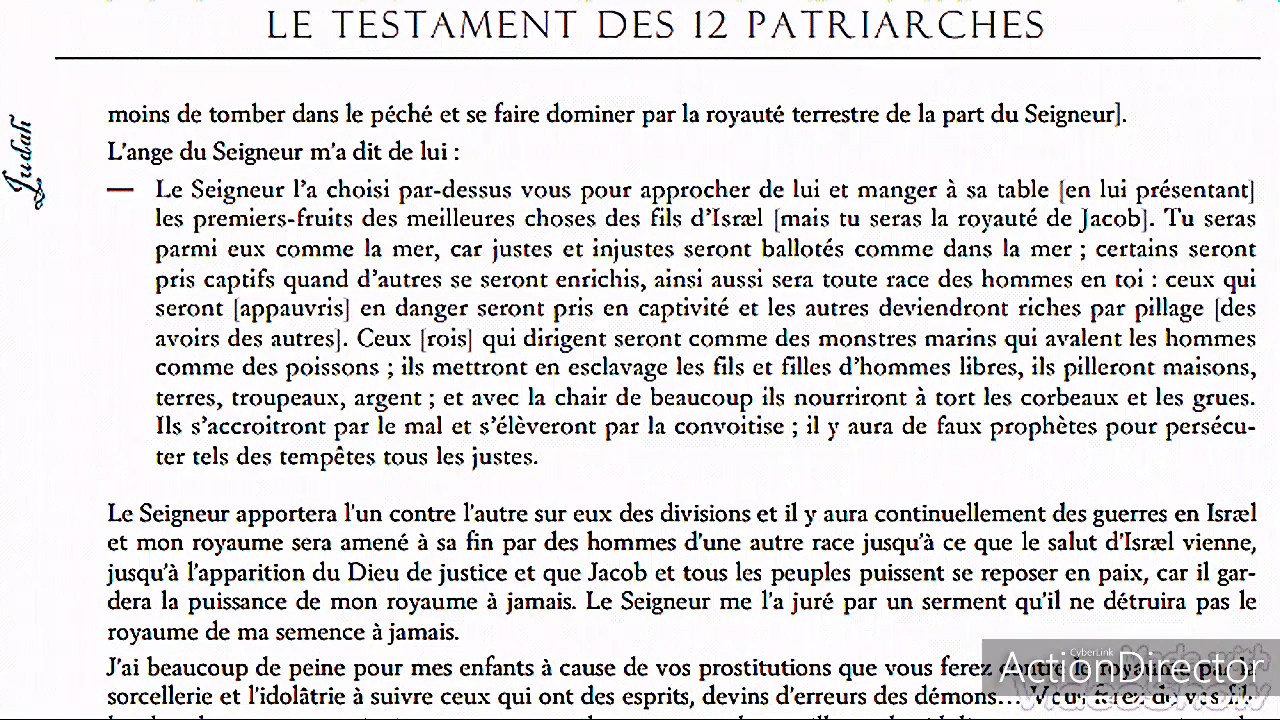 LE TESTAMENT DES 12 PATRIARCHES
Judah
moins de tomber dans le péché et se faire dominer par la royauté terrestre de la part du Seigneur].
L'ange du Seigneur m'a dit de lui :
— Le Seigneur l'a choisi par-dessus vous pour approcher de lui et manger à sa table [en lui présentant]
les premiers-fruits des meilleures choses des fils d'Isræl [mais tu seras la royauté de Jacob]. Tu seras
parmi eux comme la mer, car justes et injustes seront ballotés comme dans la mer ; certains seront
pris captifs quand d'autres se seront enrichis, ainsi aussi sera toute race des hommes en toi : ceux qui
seront [appauvris] en danger seront pris en captivité et les autres deviendront riches par pillage [des
avoirs des autres]. Ceux [rois] qui dirigent seront comme des monstres marins qui avalent les hommes
comme des poissons ; ils mettront en esclavage les fils et filles d'hommes libres, ils pilleront maisons,
terres, troupeaux, argent ; et avec la chair de beaucoup ils nourriront à tort les corbeaux et les grues.
Ils s'accroitront par le mal et s'élèveront par la convoitise ; il y aura de faux prophètes pour persécu-
ter tels des tempêtes tous les justes.
Le Seigneur apportera l'un contre l'autre sur eux des divisions et il y aura continuellement des guerres en Isræl
et mon royaume sera amené à sa fin par des hommes d'une autre race jusqu'à ce que le salut d'Isræl vienne,
jusqu'à l'apparition du Dieu de justice et que Jacob et tous les peuples puissent se reposer en paix, car il gar-
dera la puissance de mon royaume à jamais. Le Seigneur me l'a juré par un serment qu'il ne détruira pas le
royaume de ma semence à jamais.
J'ai beaucoup de peine pour mes enfants à cause de vos prostitutions que vous ferez contre le royaume par la
sorcellerie et l'idolâtrie à suivre ceux qui ont des esprits, devins d'erreurs des démons... Vous ferez de vos
CyberLink
ActionDirector